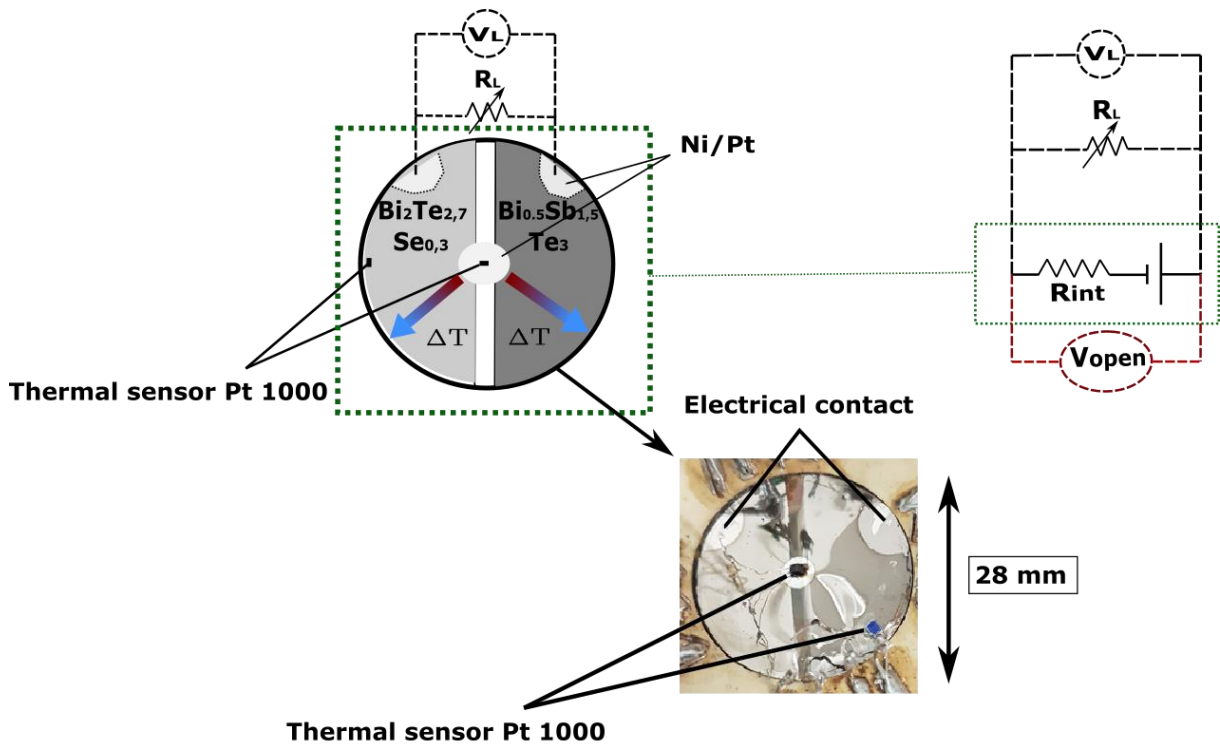 VL
RL
Ni/Pt
Bi2Te2,7
Se0,3
Bi0.5Sb1,5
Te3
ΔT
ΔT
Thermal sensor Pt 1000
VL
RL
Rint
Vopen
Electrical contact
28 mm
Thermal sensor Pt 1000